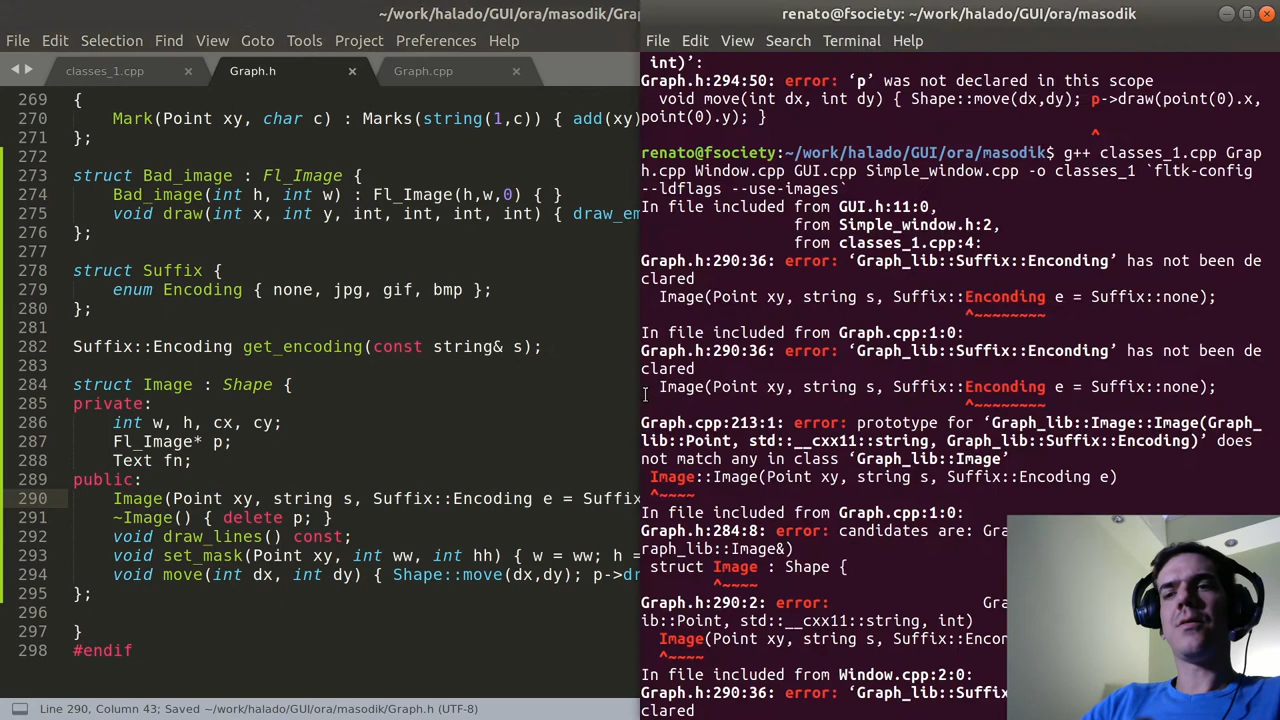 ~/work/halado/GUI/ora/masodik/Grap
File Edit Selection Find View Goto Tools Project Preferences Help
classes_1.cpp × Graph.h × Graph.cpp ×
269 {
270 Mark(Point xy, char c) : Marks(string(1,c)) { add(xy)
271 };
272
273 struct Bad_image : Fl_Image {
274 Bad_image(int h, int w) : Fl_Image(h,w,0) { }
275 void draw(int x, int y, int, int, int, int) { draw_em
276 };
277
278 struct Suffix {
279 enum Encoding { none, jpg, gif, bmp };
280 };
281
282 Suffix::Encoding get_encoding(const string& s);
283
284 struct Image : Shape {
285 private:
286 int w, h, cx, cy;
287 Fl_Image* p;
288 Text fn;
289 public:
290 Image(Point xy, string s, Suffix::Encoding e = Suffix
291 ~Image() { delete p; }
292 void draw_lines() const;
293 void set_mask(Point xy, int ww, int hh) { w = ww; h =
294 void move(int dx, int dy) { Shape::move(dx,dy); p->dr
295 };
296
297 }
298 #endif
Line 290, Column 43; Saved ~/work/halado/GUI/ora/masodik/Graph.h (UTF-8)
renato@fsociety: ~/work/halado/GUI/ora/masodik
File Edit View Search Terminal Help
int)’:
Graph.h:294:50: error: ‘p’ was not declared in this scope
void move(int dx, int dy) { Shape::move(dx,dy); p->draw(point(0).x,
point(0).y); }
^
renato@fsociety:~/work/halado/GUI/ora/masodik$ g++ classes_1.cpp Grap
h.cpp Window.cpp GUI.cpp Simple_window.cpp -o classes_1 `fltk-config
--ldflags --use-images`
In file included from GUI.h:11:0,
from Simple_window.h:2,
from classes_1.cpp:4:
Graph.h:290:36: error: ‘Graph_lib::Suffix::Enconding’ has not been de
clared
Image(Point xy, string s, Suffix::Enconding e = Suffix::none);
^~~~~~~~~
In file included from Graph.cpp:1:0:
Graph.h:290:36: error: ‘Graph_lib::Suffix::Enconding’ has not been de
clared
Image(Point xy, string s, Suffix::Enconding e = Suffix::none);
^~~~~~~~~
Graph.cpp:213:1: error: prototype for ‘Graph_lib::Image::Image(Graph_
lib::Point, std::__cxx11::string, Graph_lib::Suffix::Encoding)’ does
not match any in class ‘Graph_lib::Image’
Image::Image(Point xy, string s, Suffix::Encoding e)
^~~~~
In file included from Graph.cpp:1:0:
Graph.h:284:8: error: candidates are: Gra
raph_lib::Image&)
struct Image : Shape {
^~~~~
Graph.h:290:2: error: Gra
ib::Point, std::__cxx11::string, int)
Image(Point xy, string s, Suffix::Encon
^~~~~
In file included from Window.cpp:2:0:
Graph.h:290:36: error: ‘Graph_lib::Suff
clared